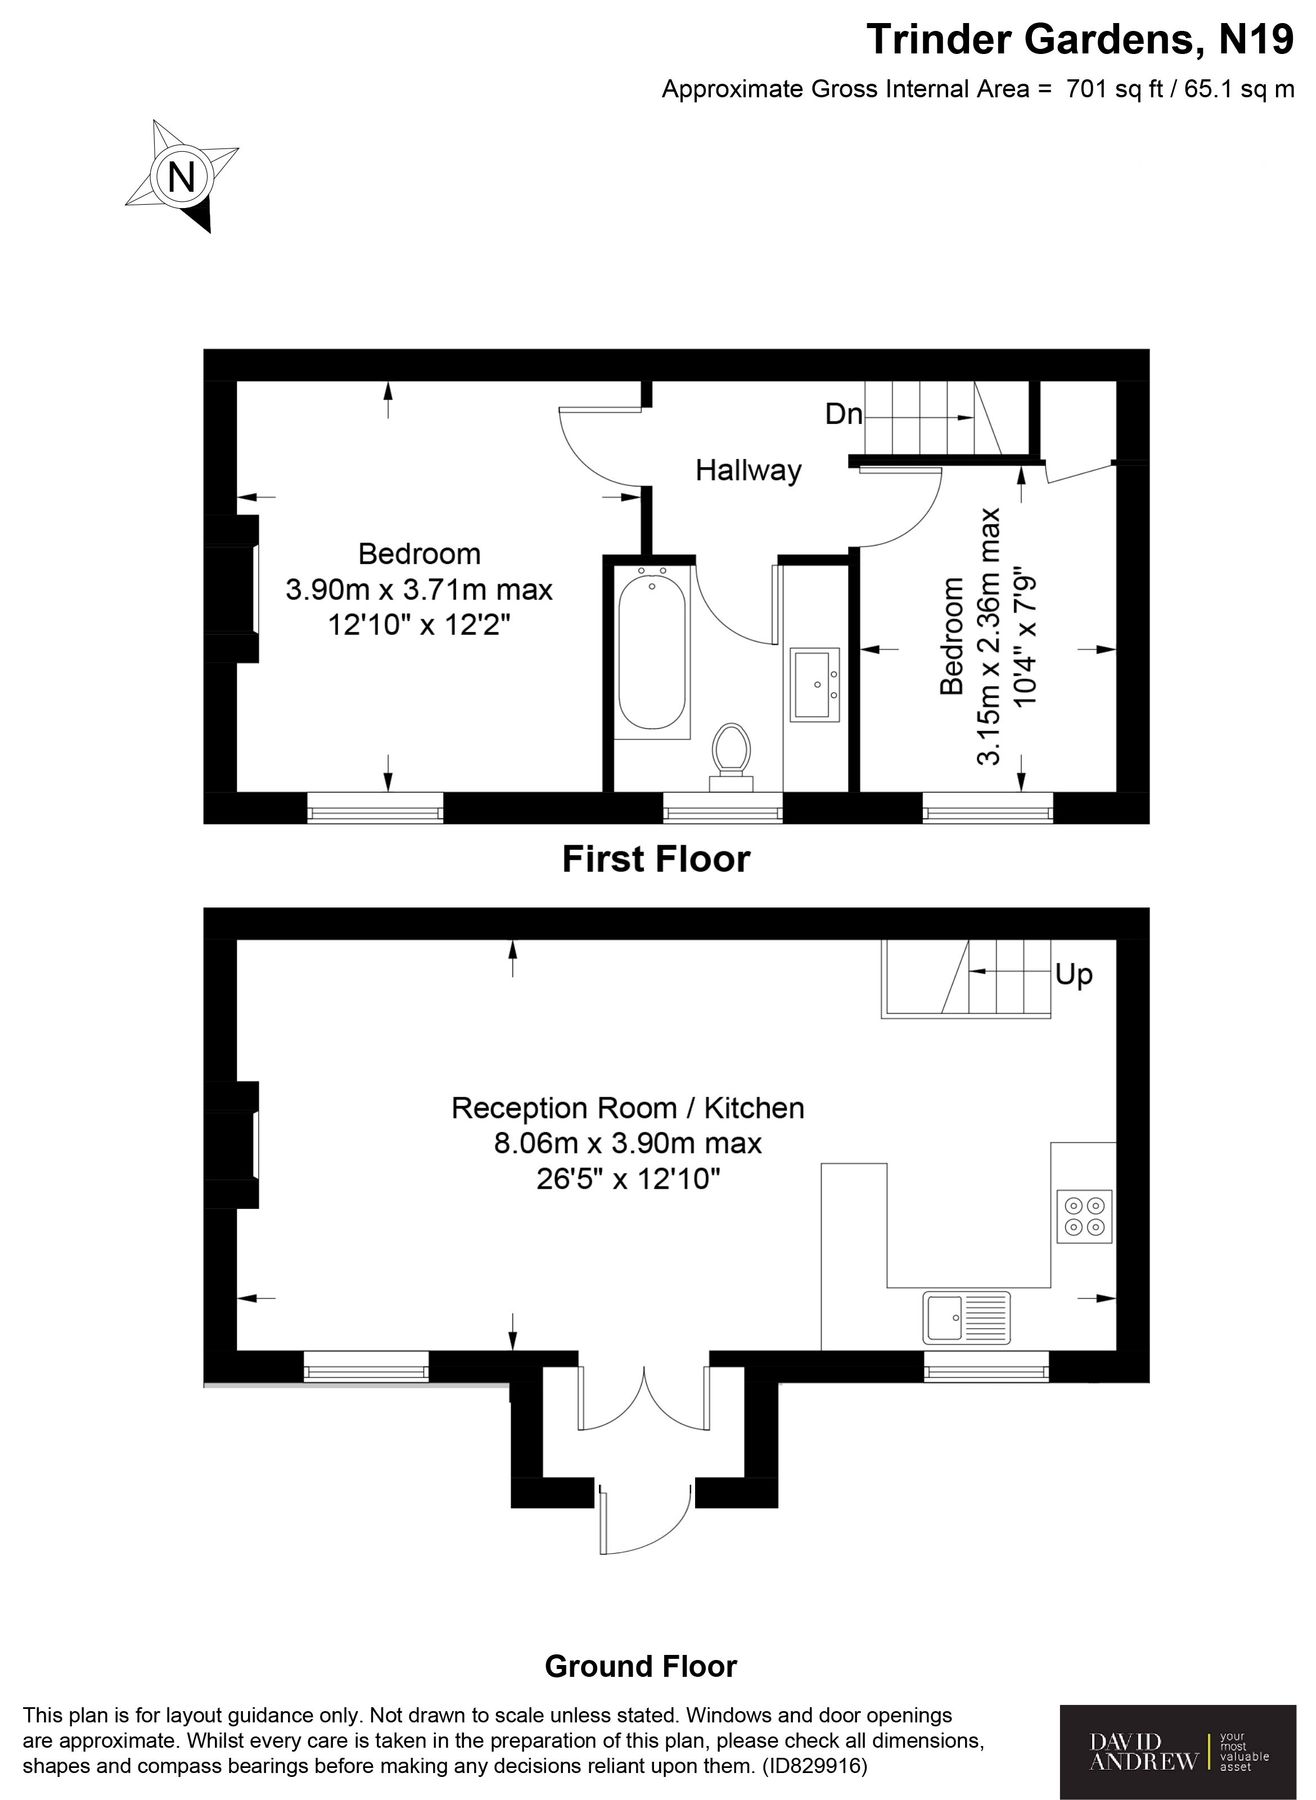 Trinder Gardens, N19
Approximate Gross Internal Area = 701 sq ft / 65.1 sq m
N
Dn
Hallway
Bedroom
3.90m x 3.71m max
12'10" x 12'2"
Bedroom
3.15m x 2.36m max
10'4" x 7'9"
First Floor
Up
Reception Room / Kitchen
8.06m x 3.90m max
26'5" x 12'10"
Ground Floor
This plan is for layout guidance only. Not drawn to scale unless stated. Windows and door openings
are approximate. Whilst every care is taken in the preparation of this plan, please check all dimensions,
shapes and compass bearings before making any decisions reliant upon them. (ID829916)
DAVID
ANDREW
your
most
valuable
asset